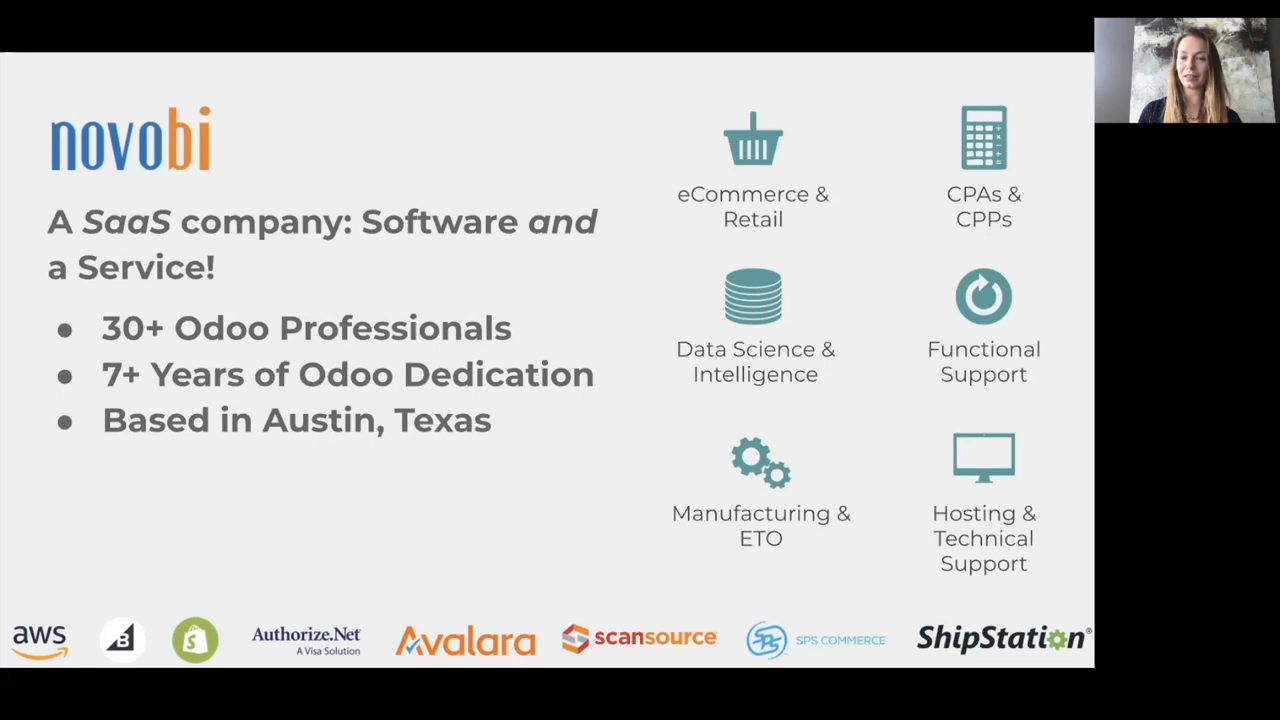 novobi
A SaaS company: Software and
a Service!
● 30+ Odoo Professionals
● 7+ Years of Odoo Dedication
● Based in Austin, Texas
eCommerce &
Retail
CPAs &
CPPs
Data Science &
Intelligence
Functional
Support
Manufacturing &
ETO
Hosting &
Technical
Support
aws
B
S
Authorize.Net
A Visa Solution
Avalara
scansource
SPS
SPS COMMERCE
ShipStation®